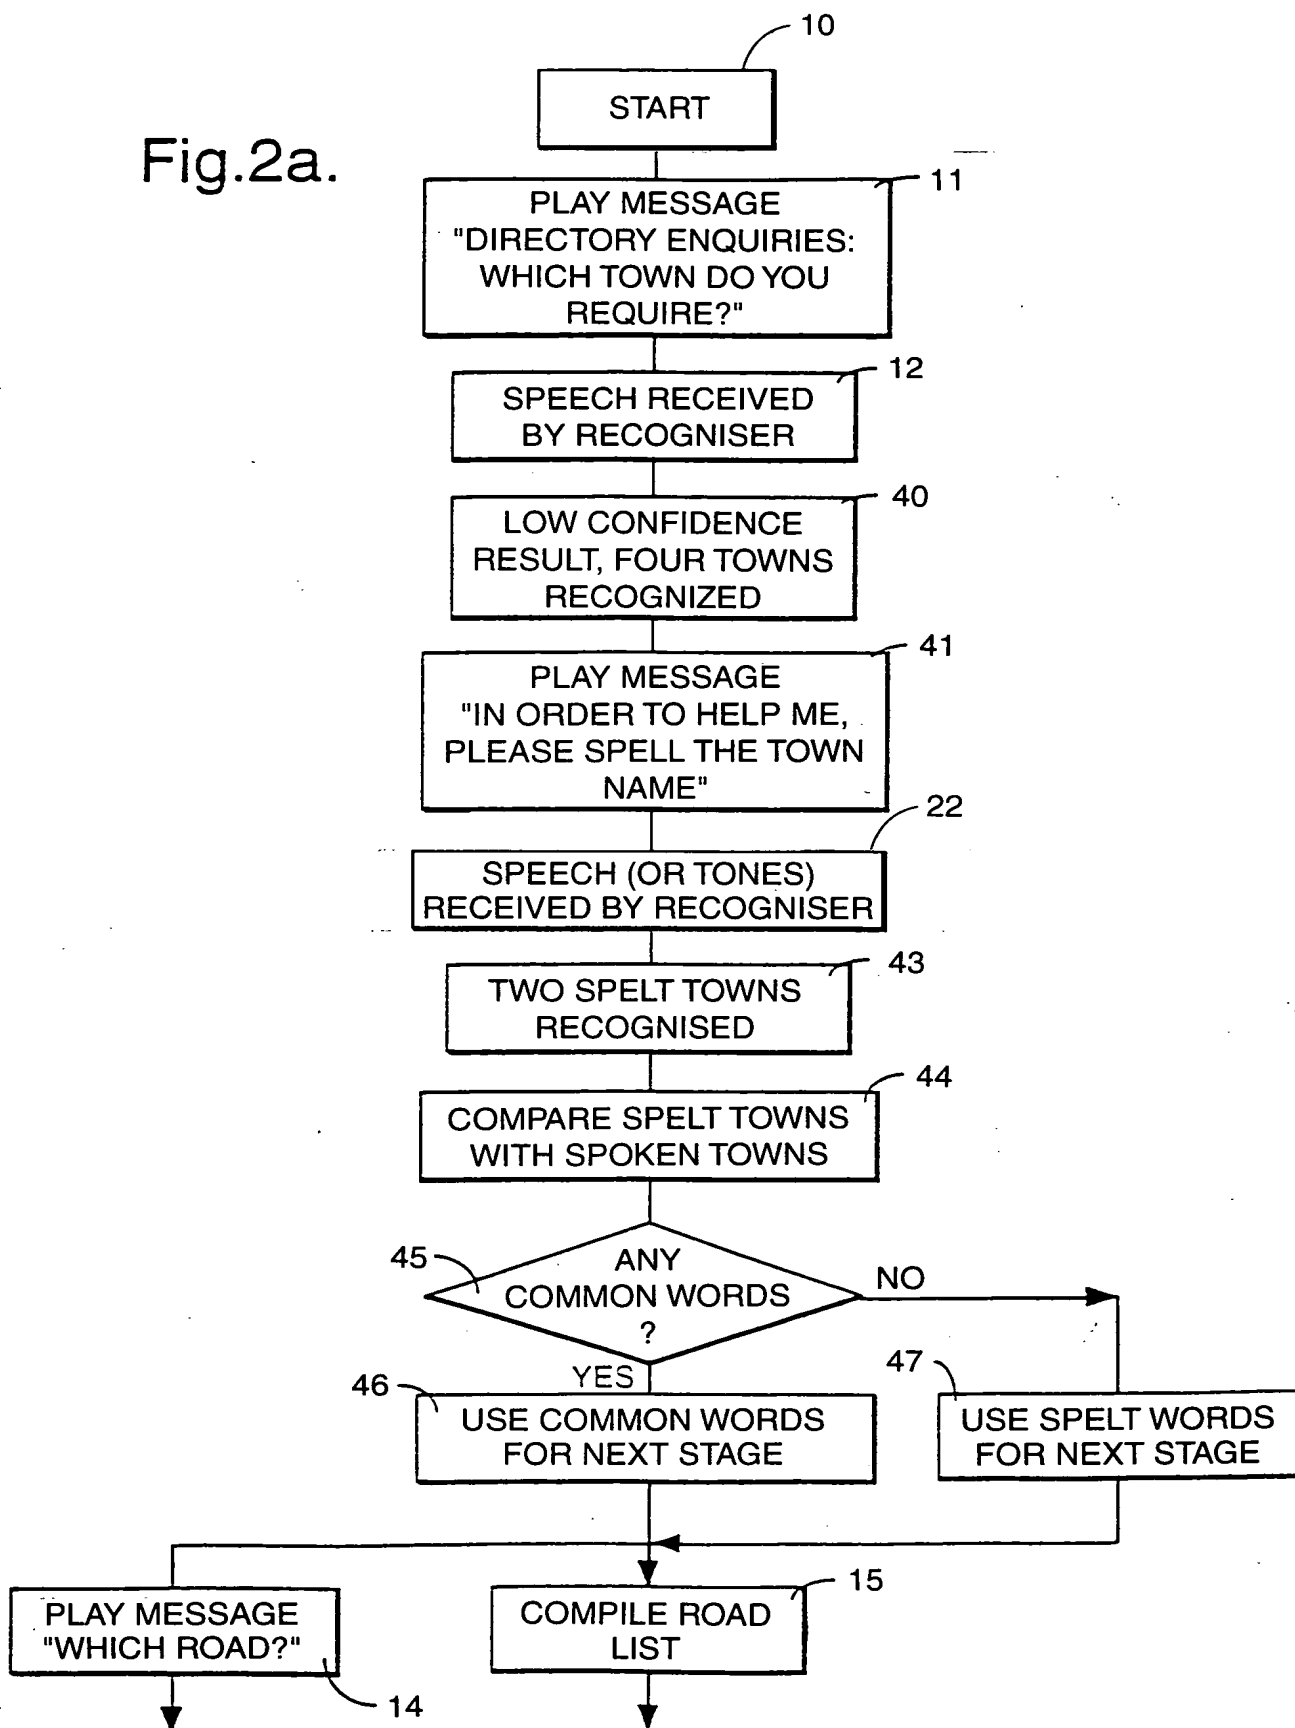 10
START
Fig.2a.
11
PLAY MESSAGE
"DIRECTORY ENQUIRIES:
WHICH TOWN DO YOU
REQUIRE?"
12
SPEECH RECEIVED
BY RECOGNISER
40
LOW CONFIDENCE
RESULT, FOUR TOWNS
RECOGNIZED
41
PLAY MESSAGE
"IN ORDER TO HELP ME,
PLEASE SPELL THE TOWN
NAME"
22
SPEECH (OR TONES)
RECEIVED BY RECOGNISER
43
TWO SPELT TOWNS
RECOGNISED
44
COMPARE SPELT TOWNS
WITH SPOKEN TOWNS
45
ANY
COMMON WORDS
?
NO
YES
46
USE COMMON WORDS
FOR NEXT STAGE
47
USE SPELT WORDS
FOR NEXT STAGE
PLAY MESSAGE
"WHICH ROAD?"
14
15
COMPILE ROAD
LIST